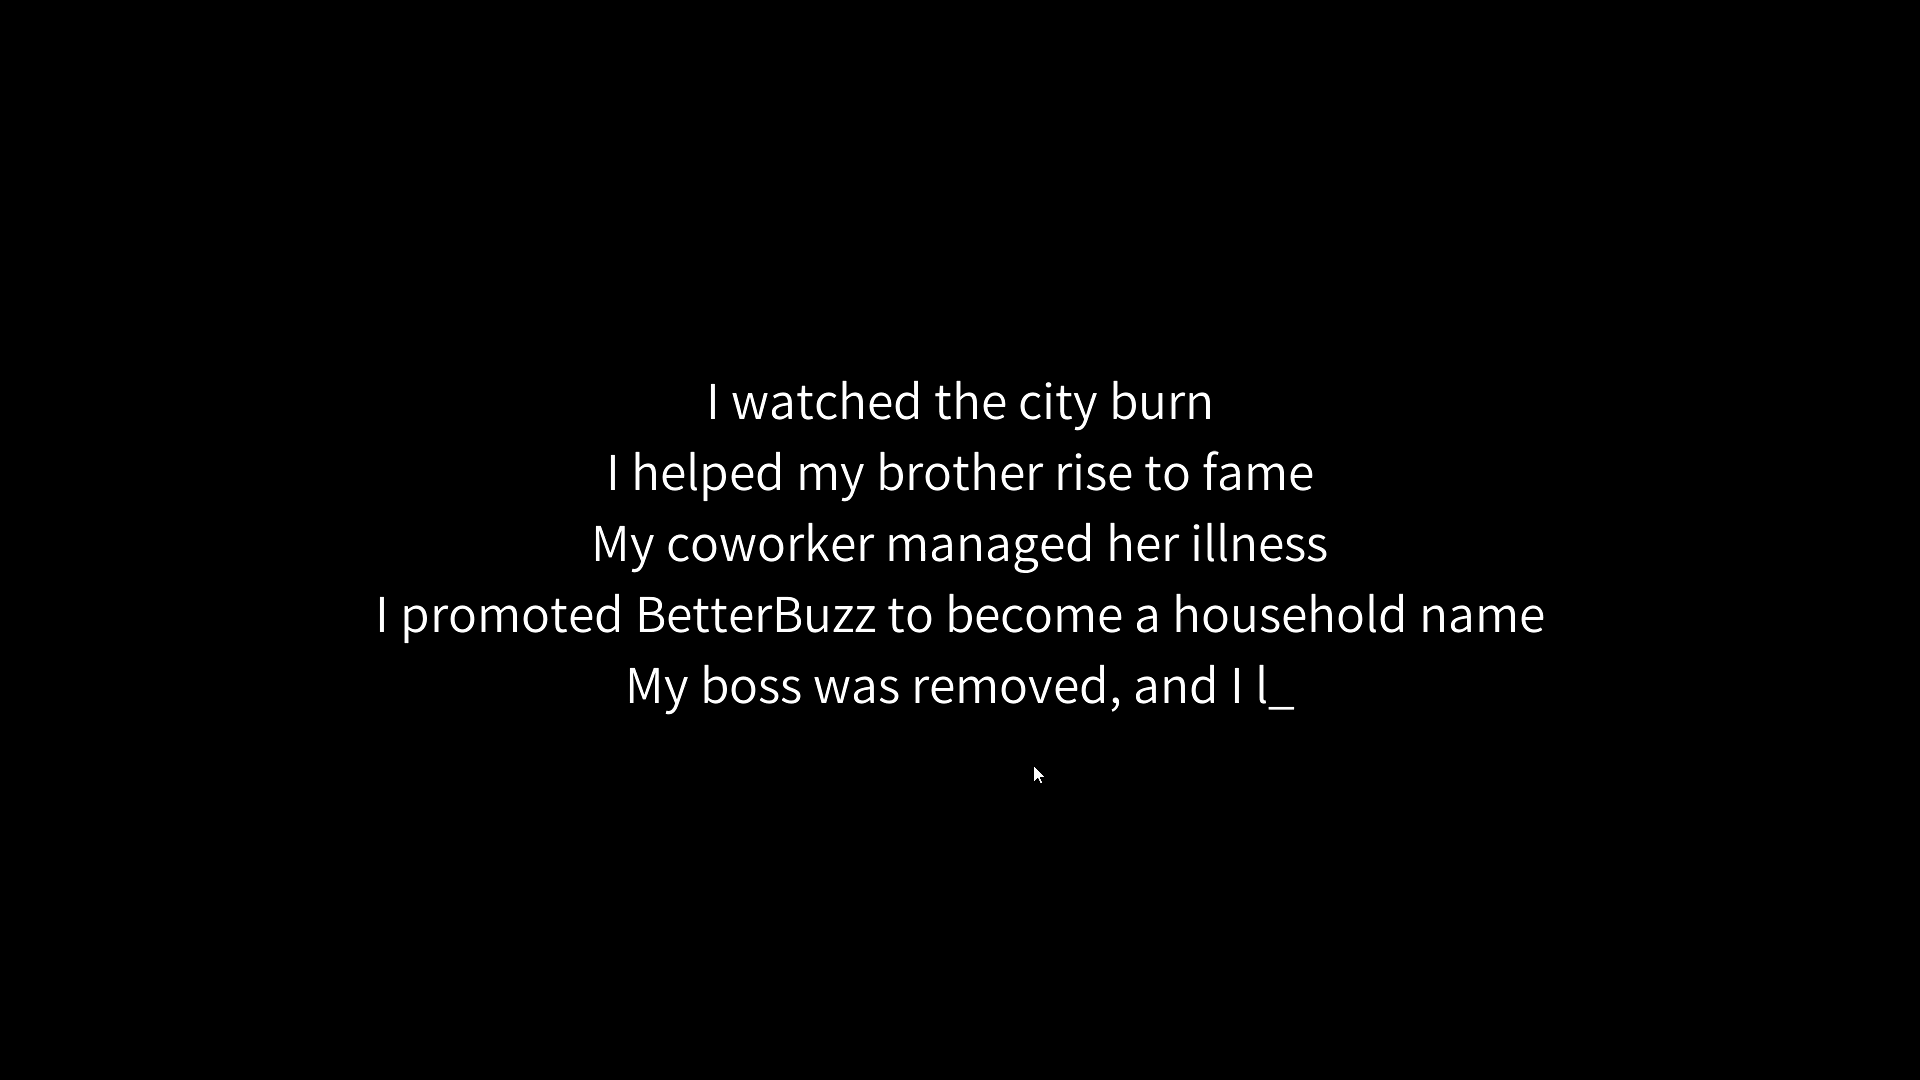 I watched the city burn
I helped my brother rise to fame
My coworker managed her illness
I promoted BetterBuzz to become a household name
My boss was removed, and I l_